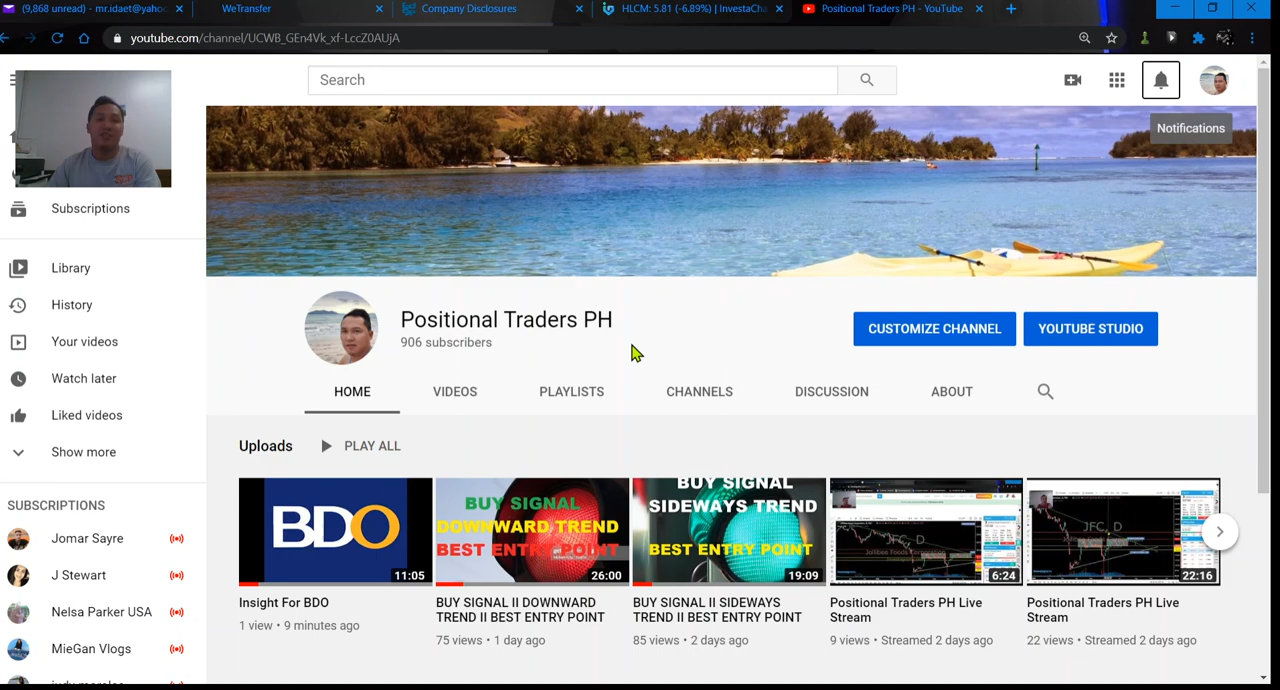 (9,868 unread) - mr.idaet@yahoo
WeTransfer
Company Disclosures
HLCM: 5.81 (-6.89%) | InvestaCha
Positional Traders PH - YouTube
youtube.com/channel/UCWB_GEn4Vk_xf-LccZ0AUjA
Search
Notifications
Subscriptions
Library
History
Your videos
Watch later
Liked videos
Show more
SUBSCRIPTIONS
Jomar Sayre
J Stewart
Nelsa Parker USA
MieGan Vlogs
Positional Traders PH
906 subscribers
CUSTOMIZE CHANNEL
YOUTUBE STUDIO
HOME
VIDEOS
PLAYLISTS
CHANNELS
DISCUSSION
ABOUT
Uploads
PLAY ALL
BDO
11:05
Insight For BDO
1 view • 9 minutes ago
BUY SIGNAL
DOWNWARD TREND
BEST ENTRY POINT
26:00
BUY SIGNAL II DOWNWARD
TREND II BEST ENTRY POINT
75 views • 1 day ago
BUY SIGNAL
SIDEWAYS TREND
BEST ENTRY POINT
19:09
BUY SIGNAL II SIDEWAYS
TREND II BEST ENTRY POINT
85 views • 2 days ago
JFC, D
Jollibee Foods Corporation
6:24
Positional Traders PH Live
Stream
9 views • Streamed 2 days ago
JFC, D
22:16
Positional Traders PH Live
Stream
22 views • Streamed 2 days ago